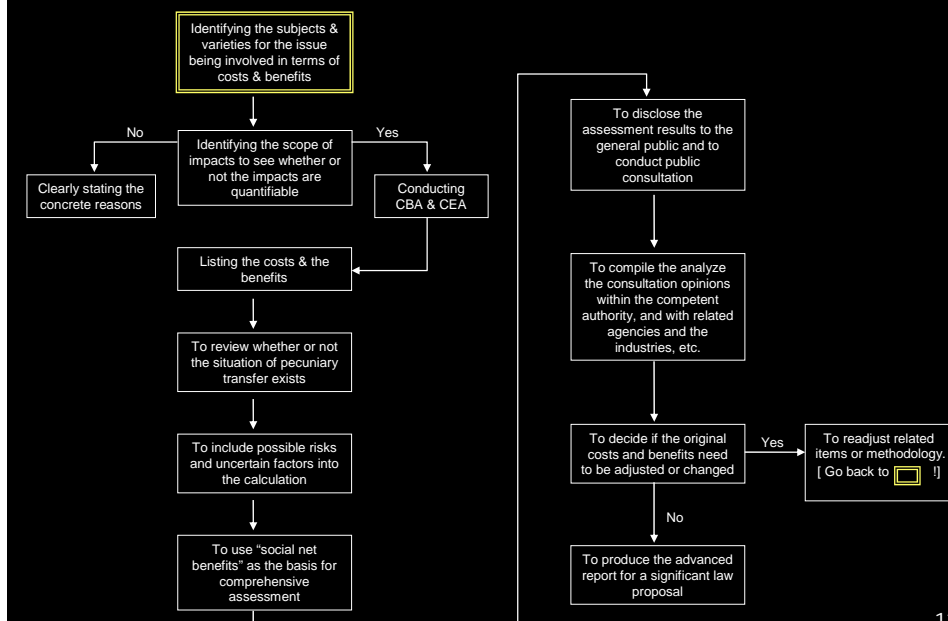 Identifying the subjects &
varieties for the issue
being involved in terms of
costs & benefits
No
Yes
Identifying the scope of
impacts to see whether or
not the impacts are
quantifiable
Clearly stating the
concrete reasons
Conducting
CBA & CEA
Listing the costs & the
benefits
To review whether or not
the situation of pecuniary
transfer exists
To include possible risks
and uncertain factors into
the calculation
To use “social net
benefits” as the basis for
comprehensive
assessment
To disclose the
assessment results to the
general public and to
conduct public
consultation
To compile the analyze
the consultation opinions
within the competent
authority, and with related
agencies and the
industries, etc.
To decide if the original
costs and benefits need
to be adjusted or changed
Yes
To readjust related
items or methodology.
[ Go back to !]
No
To produce the advanced
report for a significant law
proposal